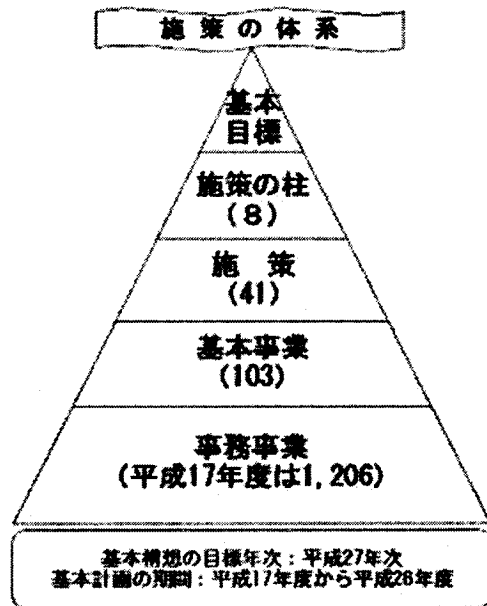 施策の体系
基本
目標
施策の柱
(8)
施 策
(41)
基本事業
(103)
事務事業
(平成17年度は1,206)
基本構想の目標年次：平成27年次
基本計画の期間：平成17年度から平成26年度